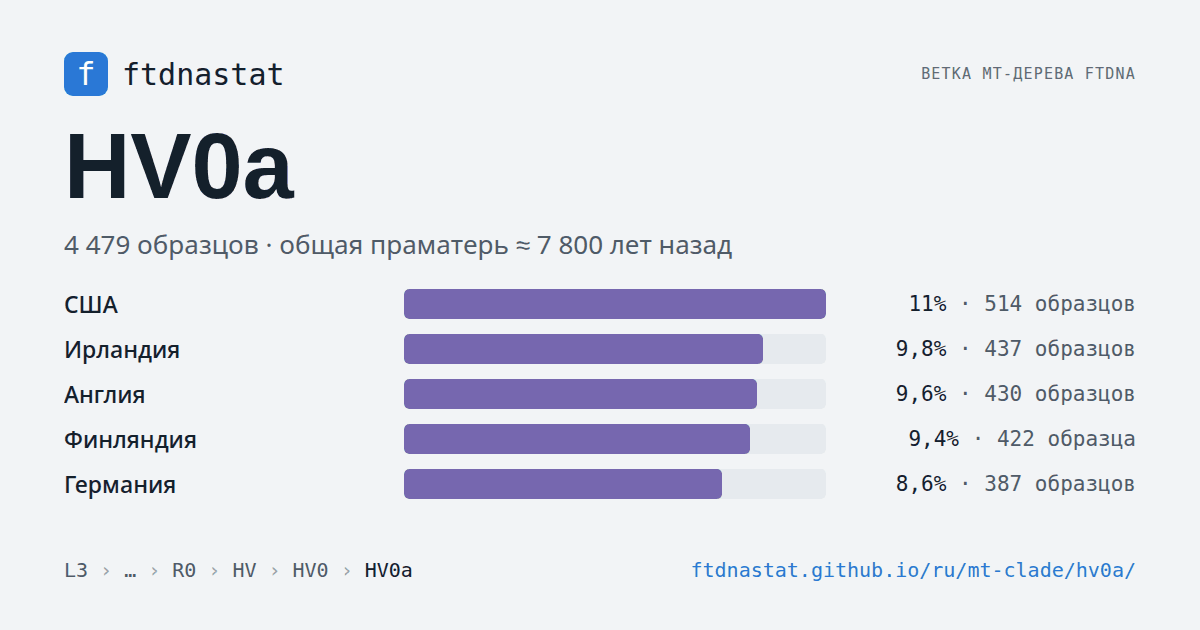 f ftdnastat
ВЕТКА МТ-ДЕРЕВА FTDNA
HV0a
4 479 образцов · общая праматерь ≈ 7 800 лет назад
США 11% · 514 образцов
Ирландия 9,8% · 437 образцов
Англия 9,6% · 430 образцов
Финляндия 9,4% · 422 образца
Германия 8,6% · 387 образцов
L3 › … › R0 › HV › HV0 › HV0a
ftdnastat.github.io/ru/mt-clade/hv0a/